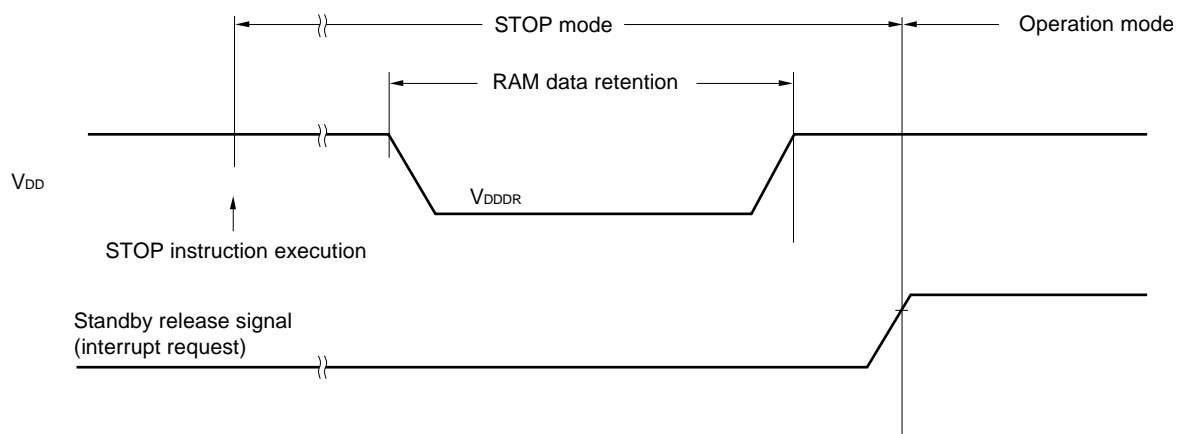 STOP mode
Operation mode
RAM data retention
VDD
VDDDR
STOP instruction execution
Standby release signal
(interrupt request)